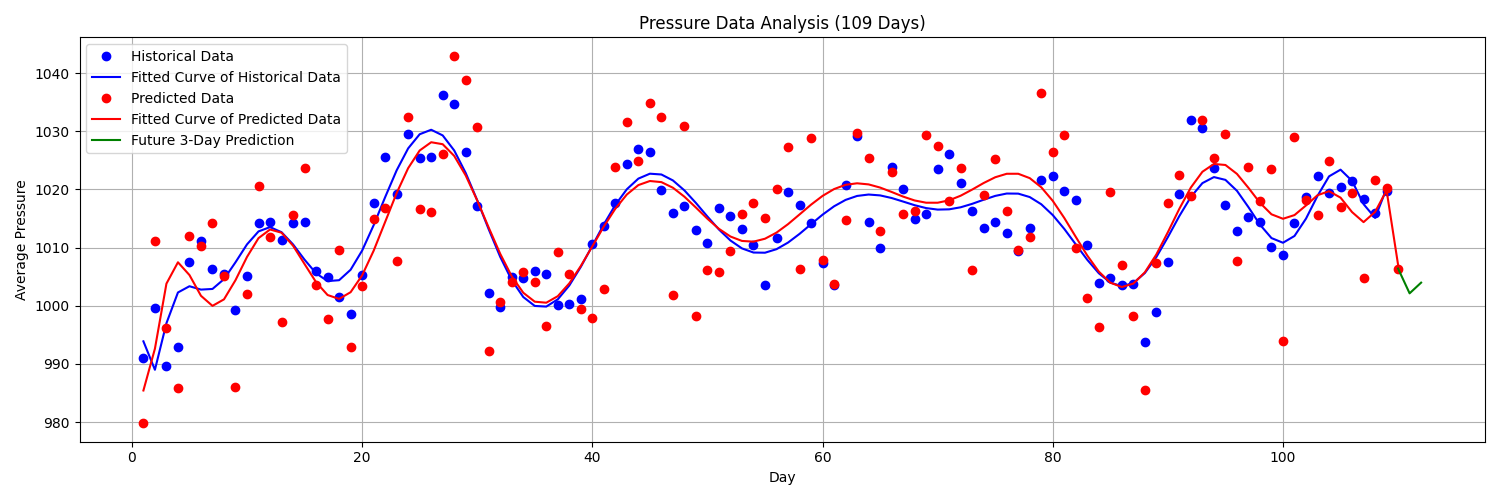 Pressure Data Analysis (109 Days)
Historical Data
Fitted Curve of Historical Data
Predicted Data
Fitted Curve of Predicted Data
Future 3-Day Prediction
Average Pressure
1040
1030
1020
1010
1000
990
980
0 20 40 60 80 100
Day